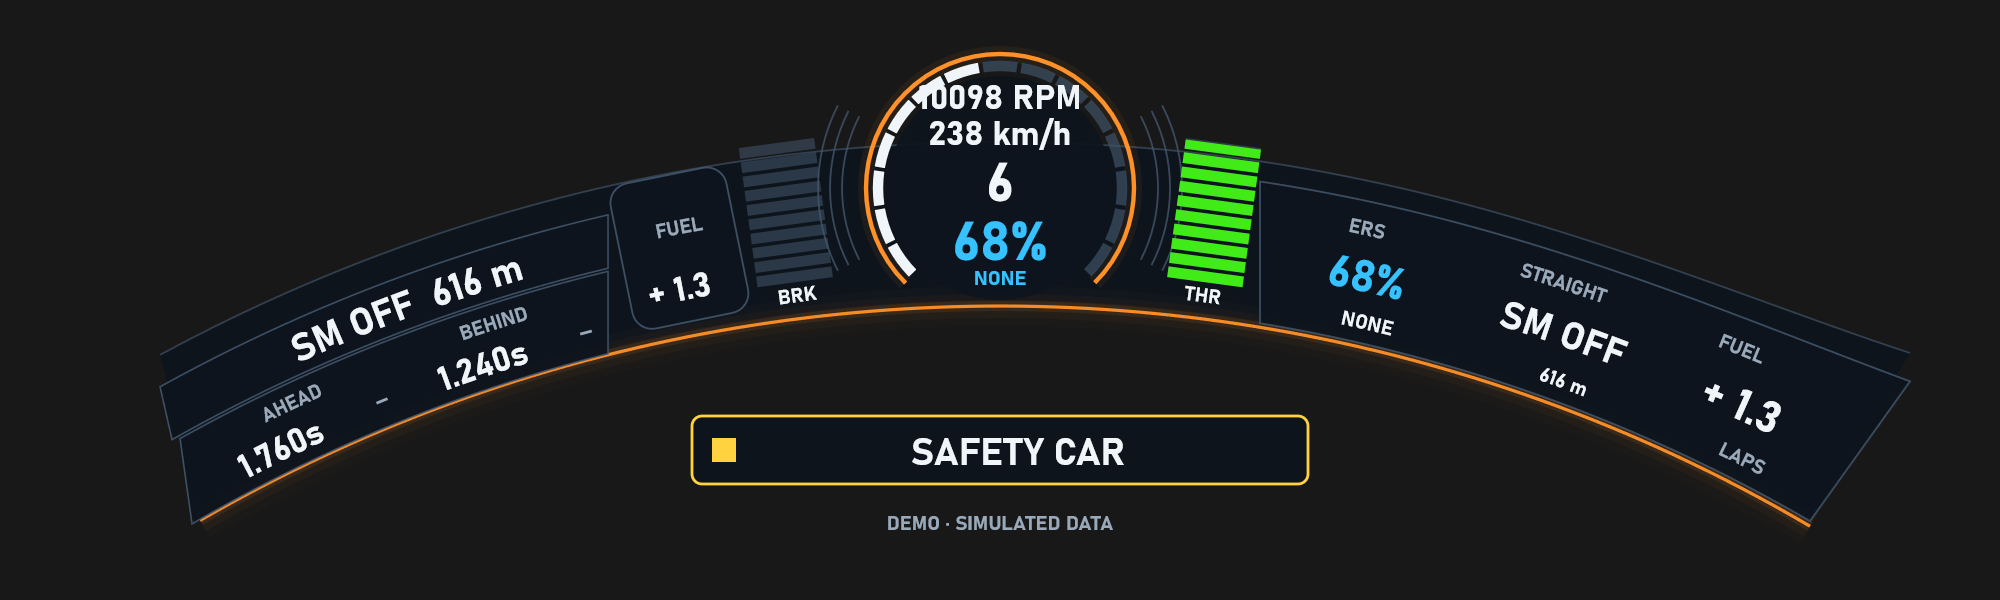 10098 RPM
238 km/h
6
68%
NONE
SM OFF 616 m
AHEAD
1.760s
–
BEHIND
1.240s
–
FUEL
+ 1.3
BRK
THR
ERS
68%
NONE
STRAIGHT
SM OFF
616 m
FUEL
+ 1.3
LAPS
SAFETY CAR
DEMO · SIMULATED DATA